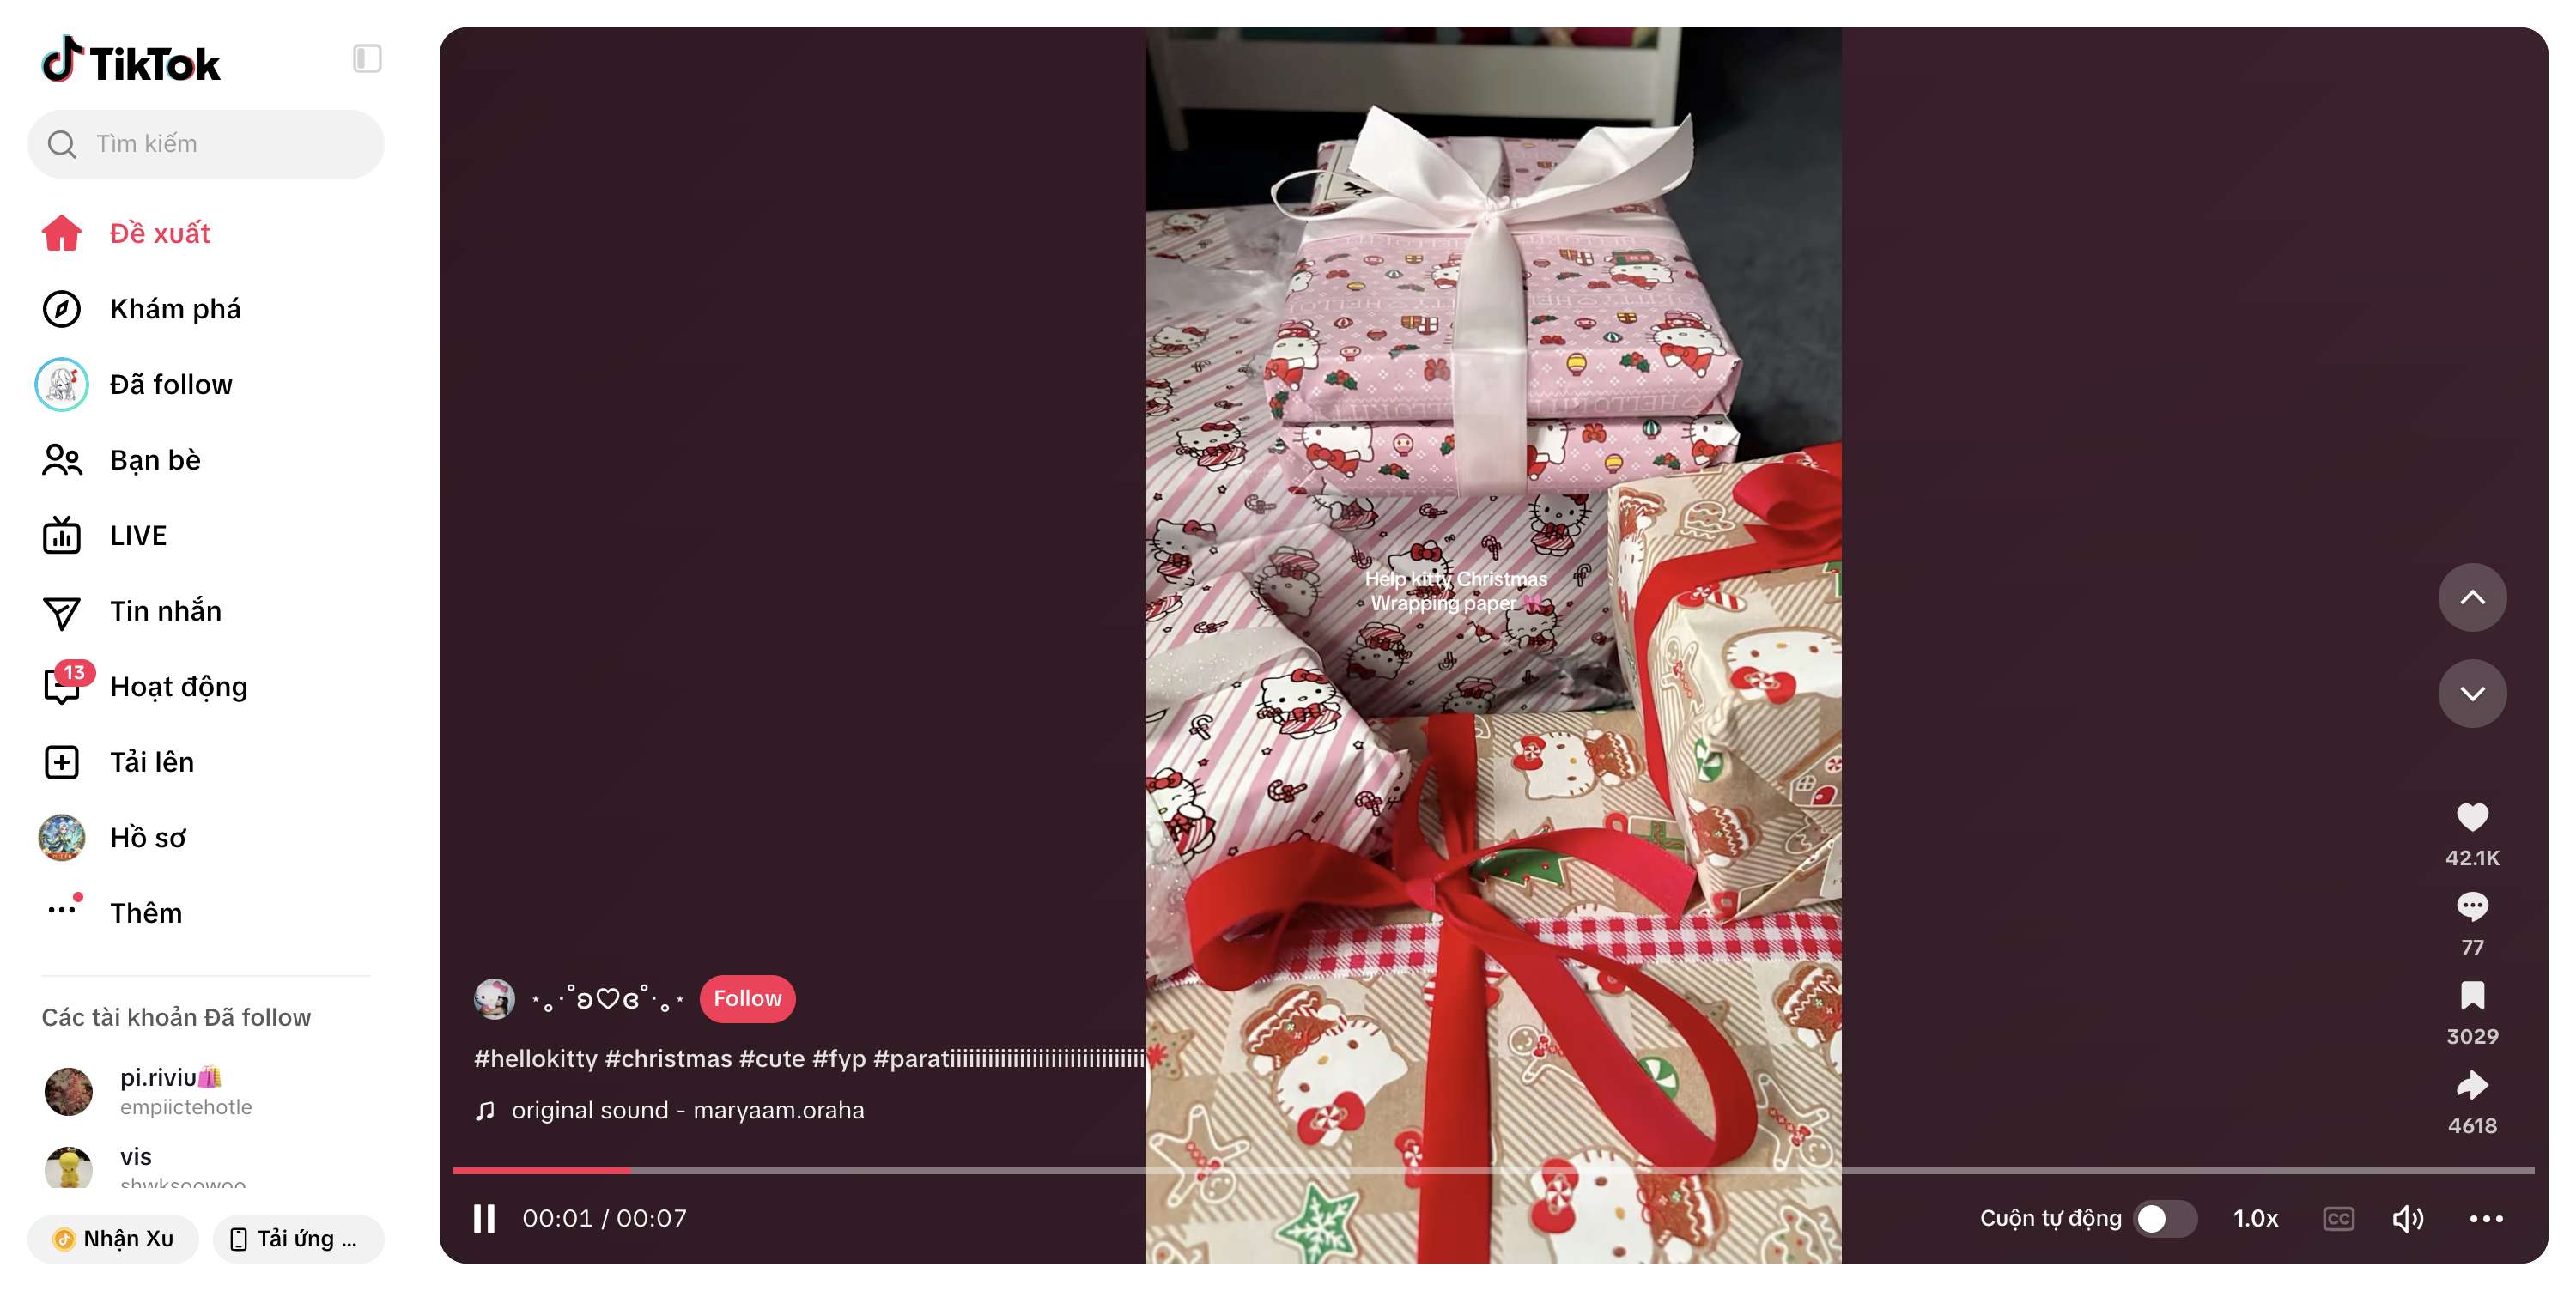 TikTok
Tìm kiếm
Đề xuất
Khám phá
Đã follow
Bạn bè
LIVE
Tin nhắn
13
Hoạt động
Tải lên
Hồ sơ
Thêm
Các tài khoản Đã follow
pi.riviu🛍️
empiictehotle
vis
shwksoowoo
Nhận Xu
Tải ứng ...
Help kitty Christmas
Wrapping paper 🎀
⋆｡‧˚ʚ♡ɞ˚‧｡⋆
Follow
#hellokitty #christmas #cute #fyp #paratiiiiiiiiiiiiiiiiiiiiiiiiiiiiiii
original sound - maryaam.oraha
00:01 / 00:07
42.1K
77
3029
4618
Cuộn tự động
1.0x
CC